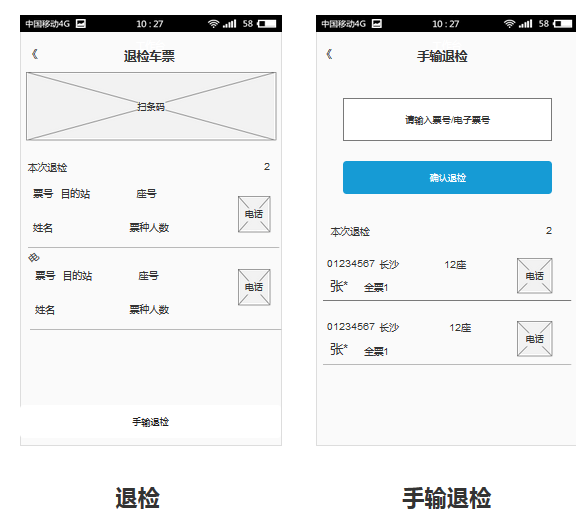 中国移动4G 10 : 27 58
《 退检车票
扫条码
本次退检 2
票号 目的站 座号
电话
姓名 票种人数
票号 目的站 座号
电话
姓名 票种人数
手输退检
退检
中国移动4G 10 : 27 58
《 手输退检
请输入票号/电子票号
确认退检
本次退检 2
01234567 长沙 12座
电话
张* 全票1
01234567 长沙 12座
电话
张* 全票1
手输退检